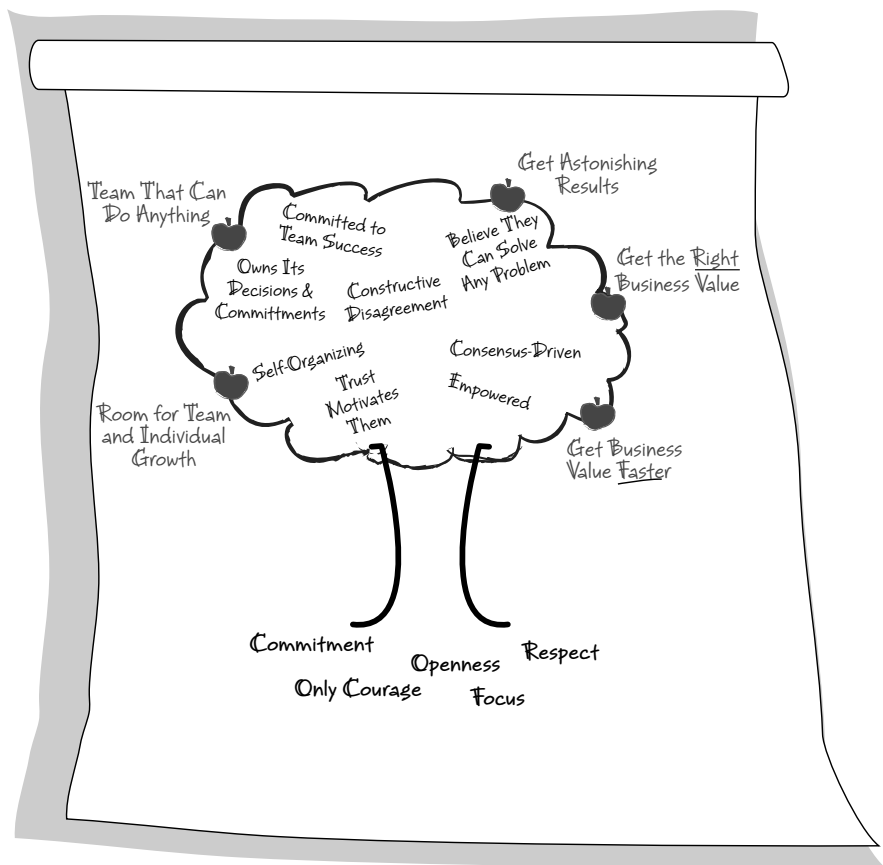 Team That Can
Do Anything
Get Astonishing
Results
Committed to
Team Success
Believe They
Can Solve
Any Problem
Get the Right
Business Value
Owns Its
Decisions &
Committments
Constructive
Disagreement
Self-Organizing
Consensus-Driven
Trust
Motivates
Them
Empowered
Room for Team
and Individual
Growth
Get Business
Value Faster
Commitment
Openness
Respect
Only Courage
Focus